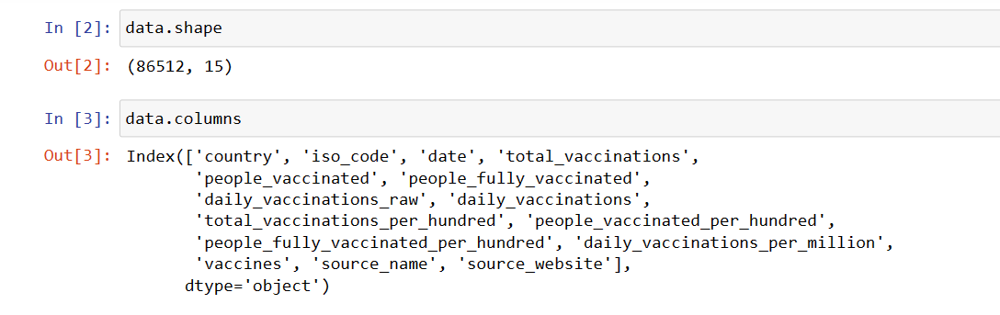 In [2]: data.shape
Out[2]: (86512, 15)
In [3]: data.columns
Out[3]: Index(['country', 'iso_code', 'date', 'total_vaccinations',
'people_vaccinated', 'people_fully_vaccinated',
'daily_vaccinations_raw', 'daily_vaccinations',
'total_vaccinations_per_hundred', 'people_vaccinated_per_hundred',
'people_fully_vaccinated_per_hundred', 'daily_vaccinations_per_million',
'vaccines', 'source_name', 'source_website'],
dtype='object')